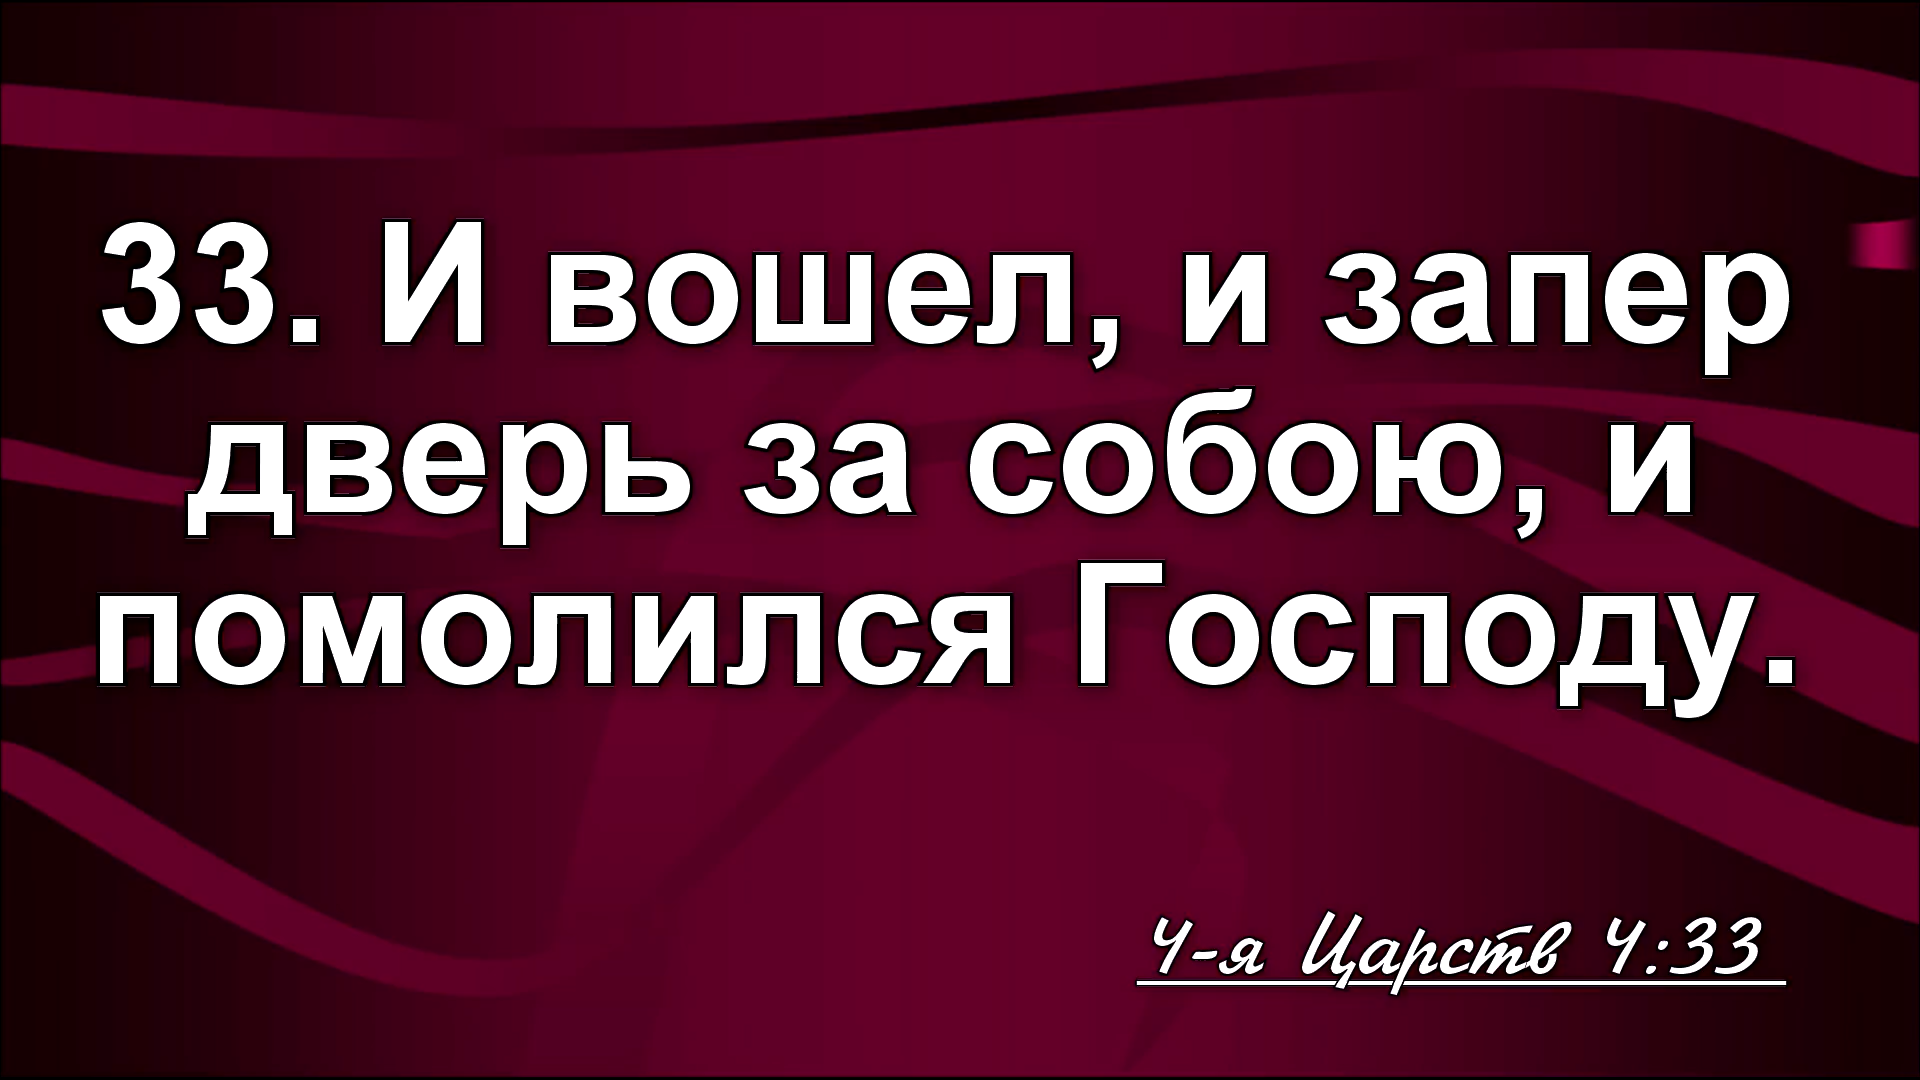 33. И вошел, и запер
дверь за собою, и
помолился Господу.
4-я Царств 4:33